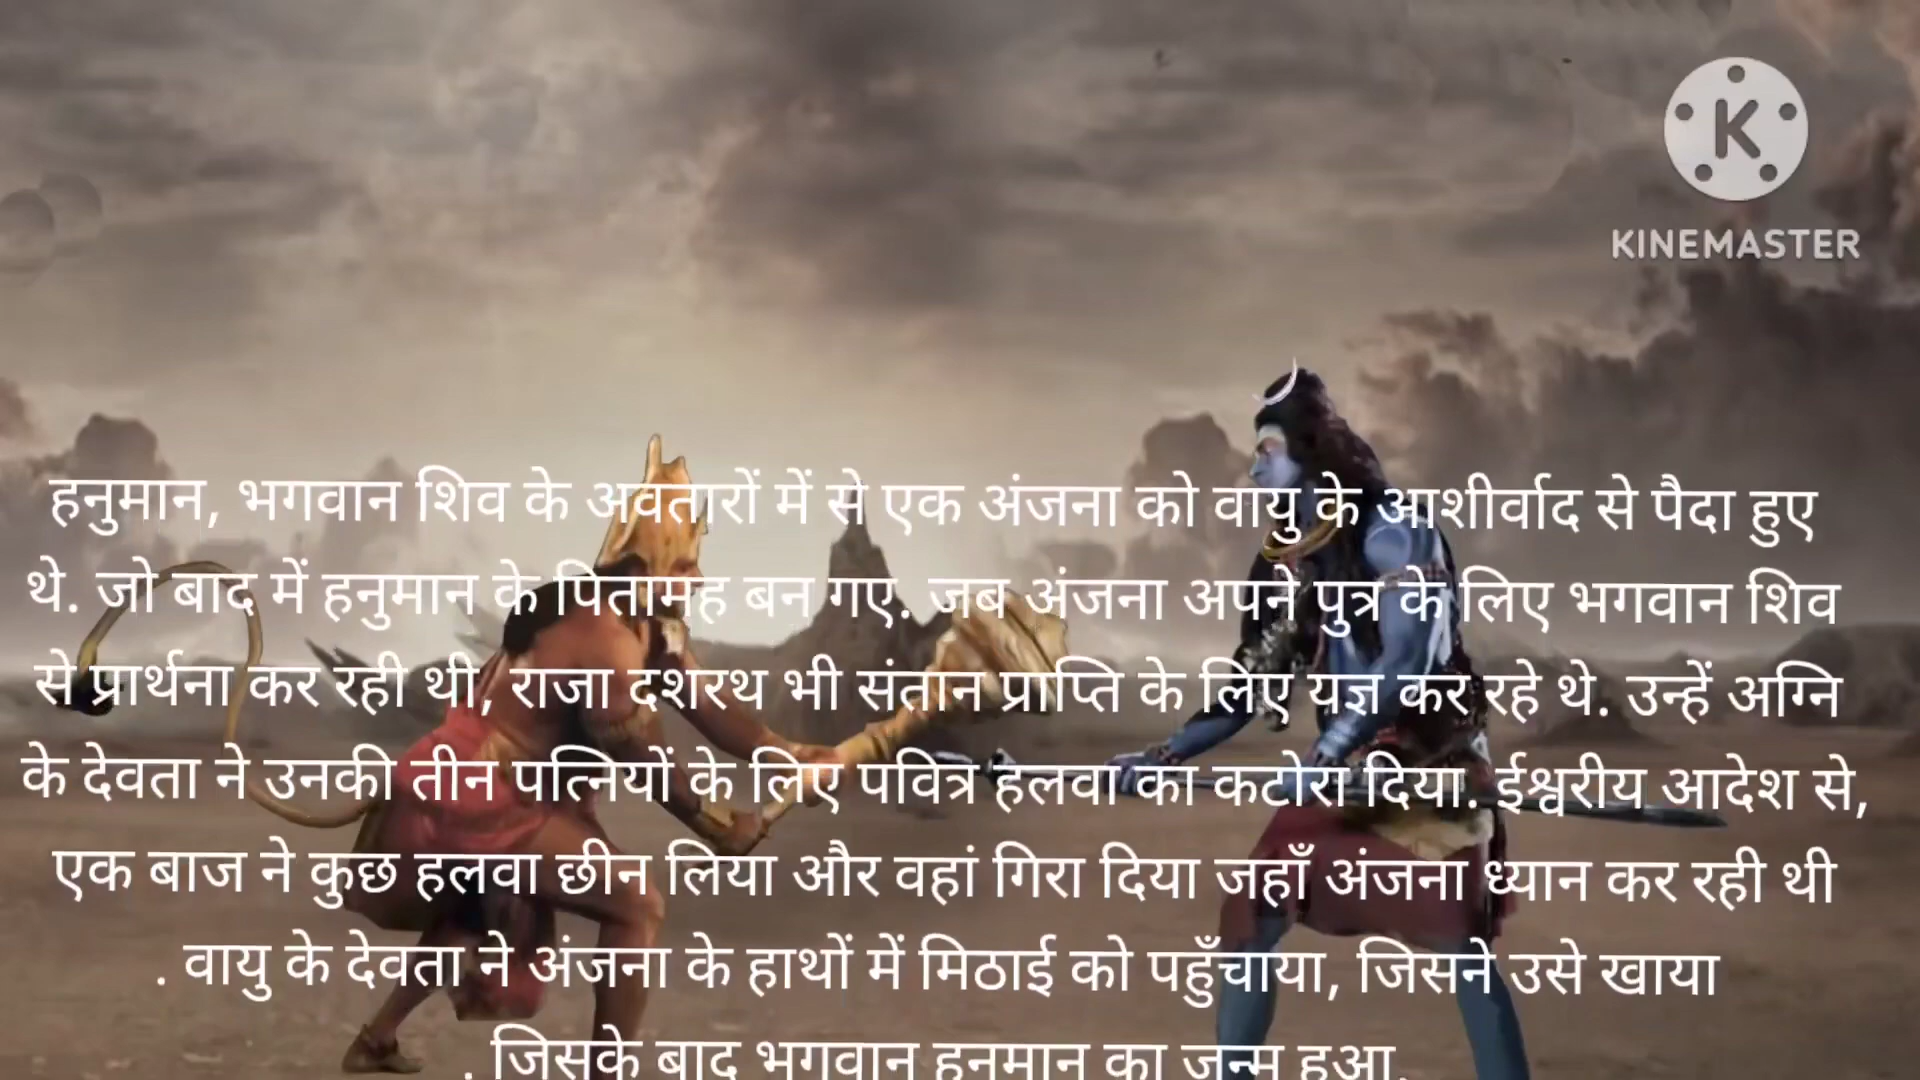 KINEMASTER
हनुमान, भगवान शिव के अवतारों में से एक अंजना को वायु के आशीर्वाद से पैदा हुए
थे. जो बाद में हनुमान के पितामह बन गए. जब अंजना अपने पुत्र के लिए भगवान शिव
से प्रार्थना कर रही थी, राजा दशरथ भी संतान प्राप्ति के लिए यज्ञ कर रहे थे. उन्हें अग्नि
के देवता ने उनकी तीन पत्नियों के लिए पवित्र हलवा का कटोरा दिया. ईश्वरीय आदेश से,
एक बाज ने कुछ हलवा छीन लिया और वहां गिरा दिया जहाँ अंजना ध्यान कर रही थी
. वायु के देवता ने अंजना के हाथों में मिठाई को पहुँचाया, जिसने उसे खाया
. जिसके बाद भगवान हनुमान का जन्म हुआ.